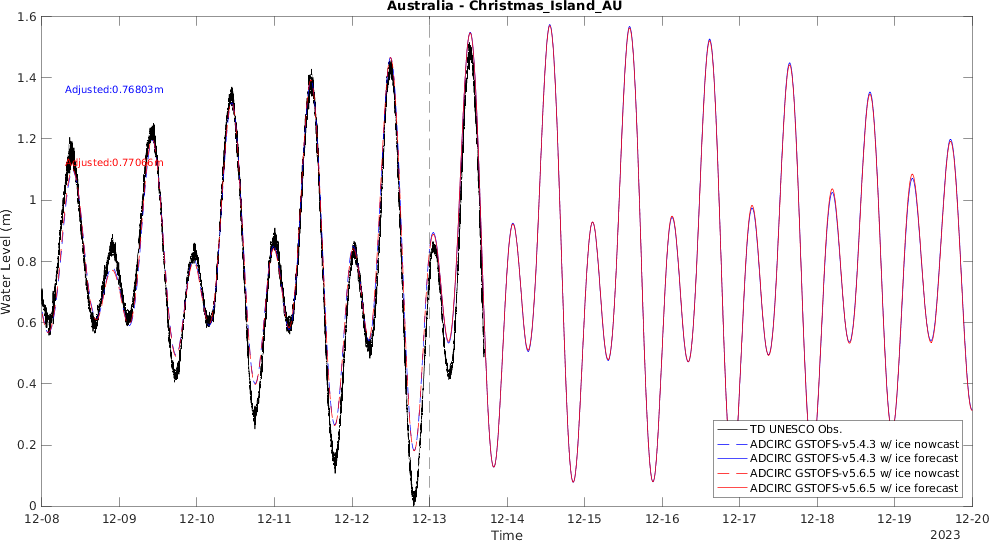 Australia - Christmas_Island_AU
1.6
1.4
1.2
1
0.8
0.6
0.4
0.2
0
Water Level (m)
Adjusted:0.76803m
Adjusted:0.77066m
TD UNESCO Obs.
ADCIRC GSTOFS-v5.4.3 w/ ice nowcast
ADCIRC GSTOFS-v5.4.3 w/ ice forecast
ADCIRC GSTOFS-v5.6.5 w/ ice nowcast
ADCIRC GSTOFS-v5.6.5 w/ ice forecast
12-08 12-09 12-10 12-11 12-12 12-13 12-14 12-15 12-16 12-17 12-18 12-19 12-20
Time
2023